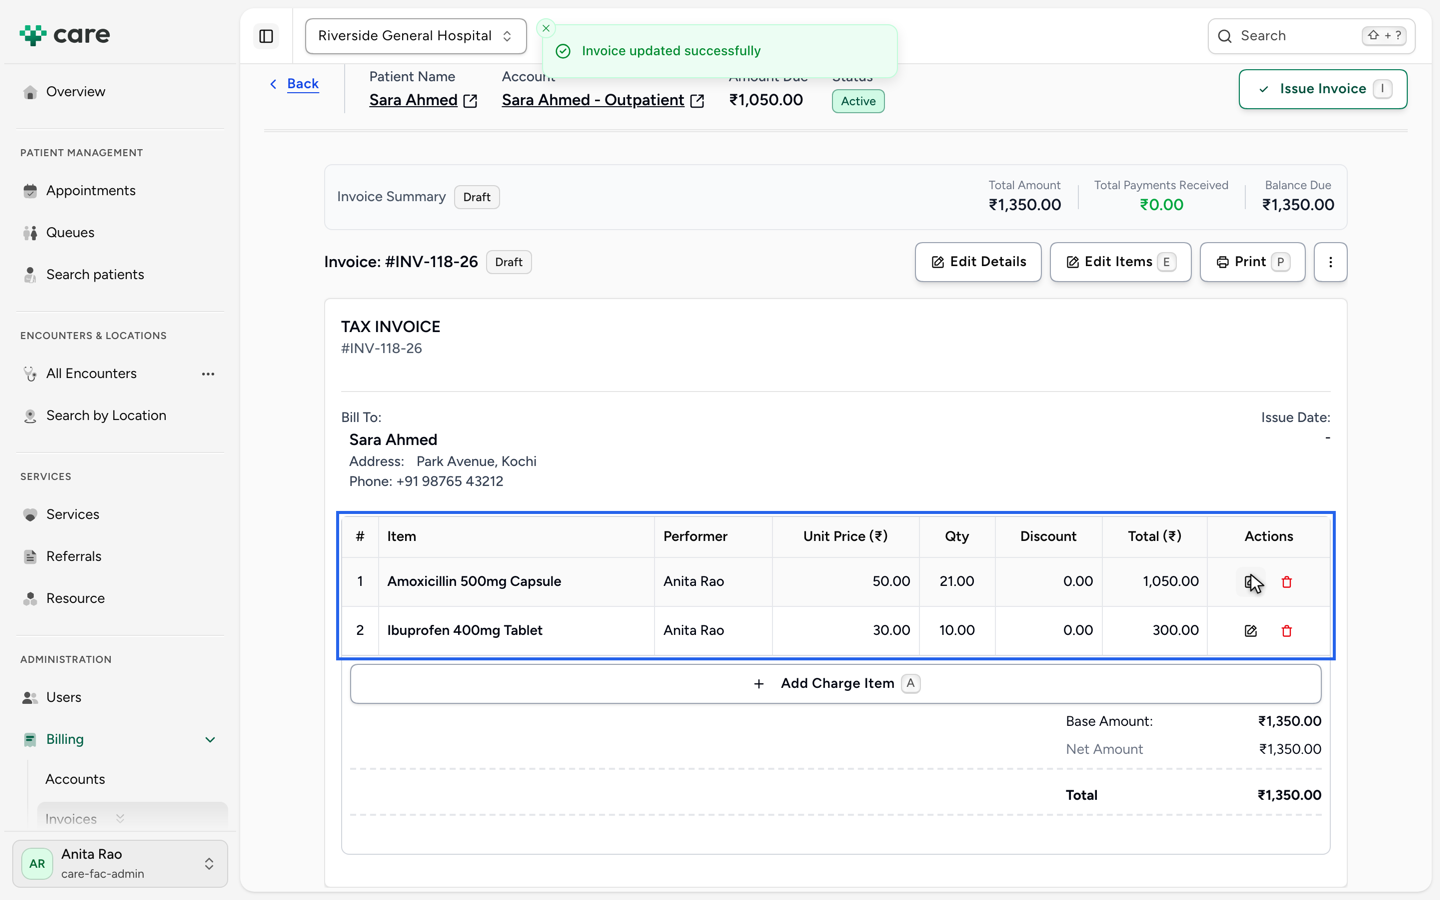 care
Riverside General Hospital
Invoice updated successfully
Search
⇧ + ?
Back
Patient Name
Sara Ahmed
Account
Sara Ahmed - Outpatient
Amount Due
₹1,050.00
Status
Active
Issue Invoice I
Overview
PATIENT MANAGEMENT
Appointments
Queues
Search patients
ENCOUNTERS & LOCATIONS
All Encounters
Search by Location
SERVICES
Services
Referrals
Resource
ADMINISTRATION
Users
Billing
Accounts
Invoices
AR
Anita Rao
care-fac-admin
Invoice Summary Draft
Total Amount
₹1,350.00
Total Payments Received
₹0.00
Balance Due
₹1,350.00
Invoice: #INV-118-26 Draft
Edit Details
Edit Items E
Print P
TAX INVOICE
#INV-118-26
Bill To:
Sara Ahmed
Address: Park Avenue, Kochi
Phone: +91 98765 43212
Issue Date:
-
# Item Performer Unit Price (₹) Qty Discount Total (₹) Actions
1 Amoxicillin 500mg Capsule Anita Rao 50.00 21.00 0.00 1,050.00
2 Ibuprofen 400mg Tablet Anita Rao 30.00 10.00 0.00 300.00
+ Add Charge Item A
Base Amount: ₹1,350.00
Net Amount ₹1,350.00
Total ₹1,350.00